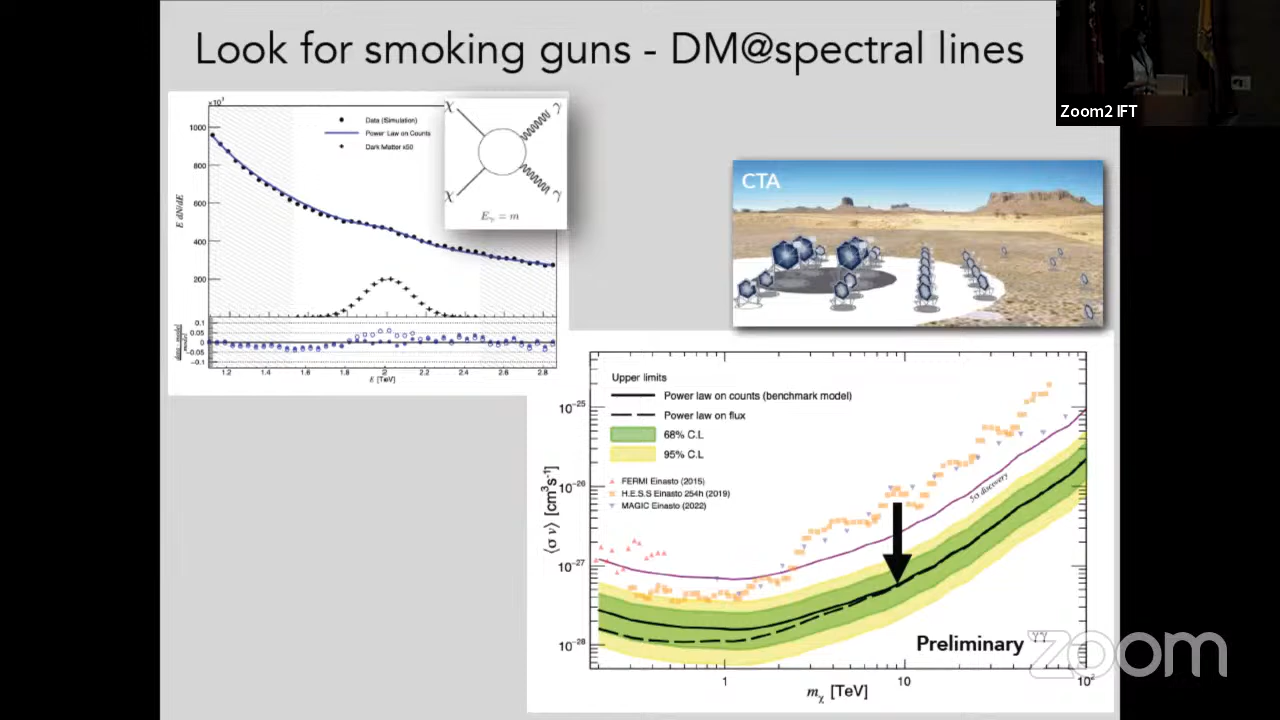 Look for smoking guns - DM@spectral lines
Zoom2 IFT
×10³
1000
800
600
400
200
E dN/dE
Data (Simulation)
Power Law on Counts
Dark Matter x50
χ
γ
χ
γ
Eγ = m
data - model
model
0.1
0.05
0
-0.05
-0.1
1.2
1.4
1.6
1.8
2
2.2
2.4
2.6
2.8
E [TeV]
CTA
Upper limits
Power law on counts (benchmark model)
Power law on flux
68% C.L
95% C.L
FERMI Einasto (2015)
H.E.S.S Einasto 254h (2019)
MAGIC Einasto (2022)
5σ discovery
⟨σ v⟩ [cm³s⁻¹]
10⁻²⁵
10⁻²⁶
10⁻²⁷
10⁻²⁸
Preliminary γγ
1
10
10²
mχ [TeV]
zoom